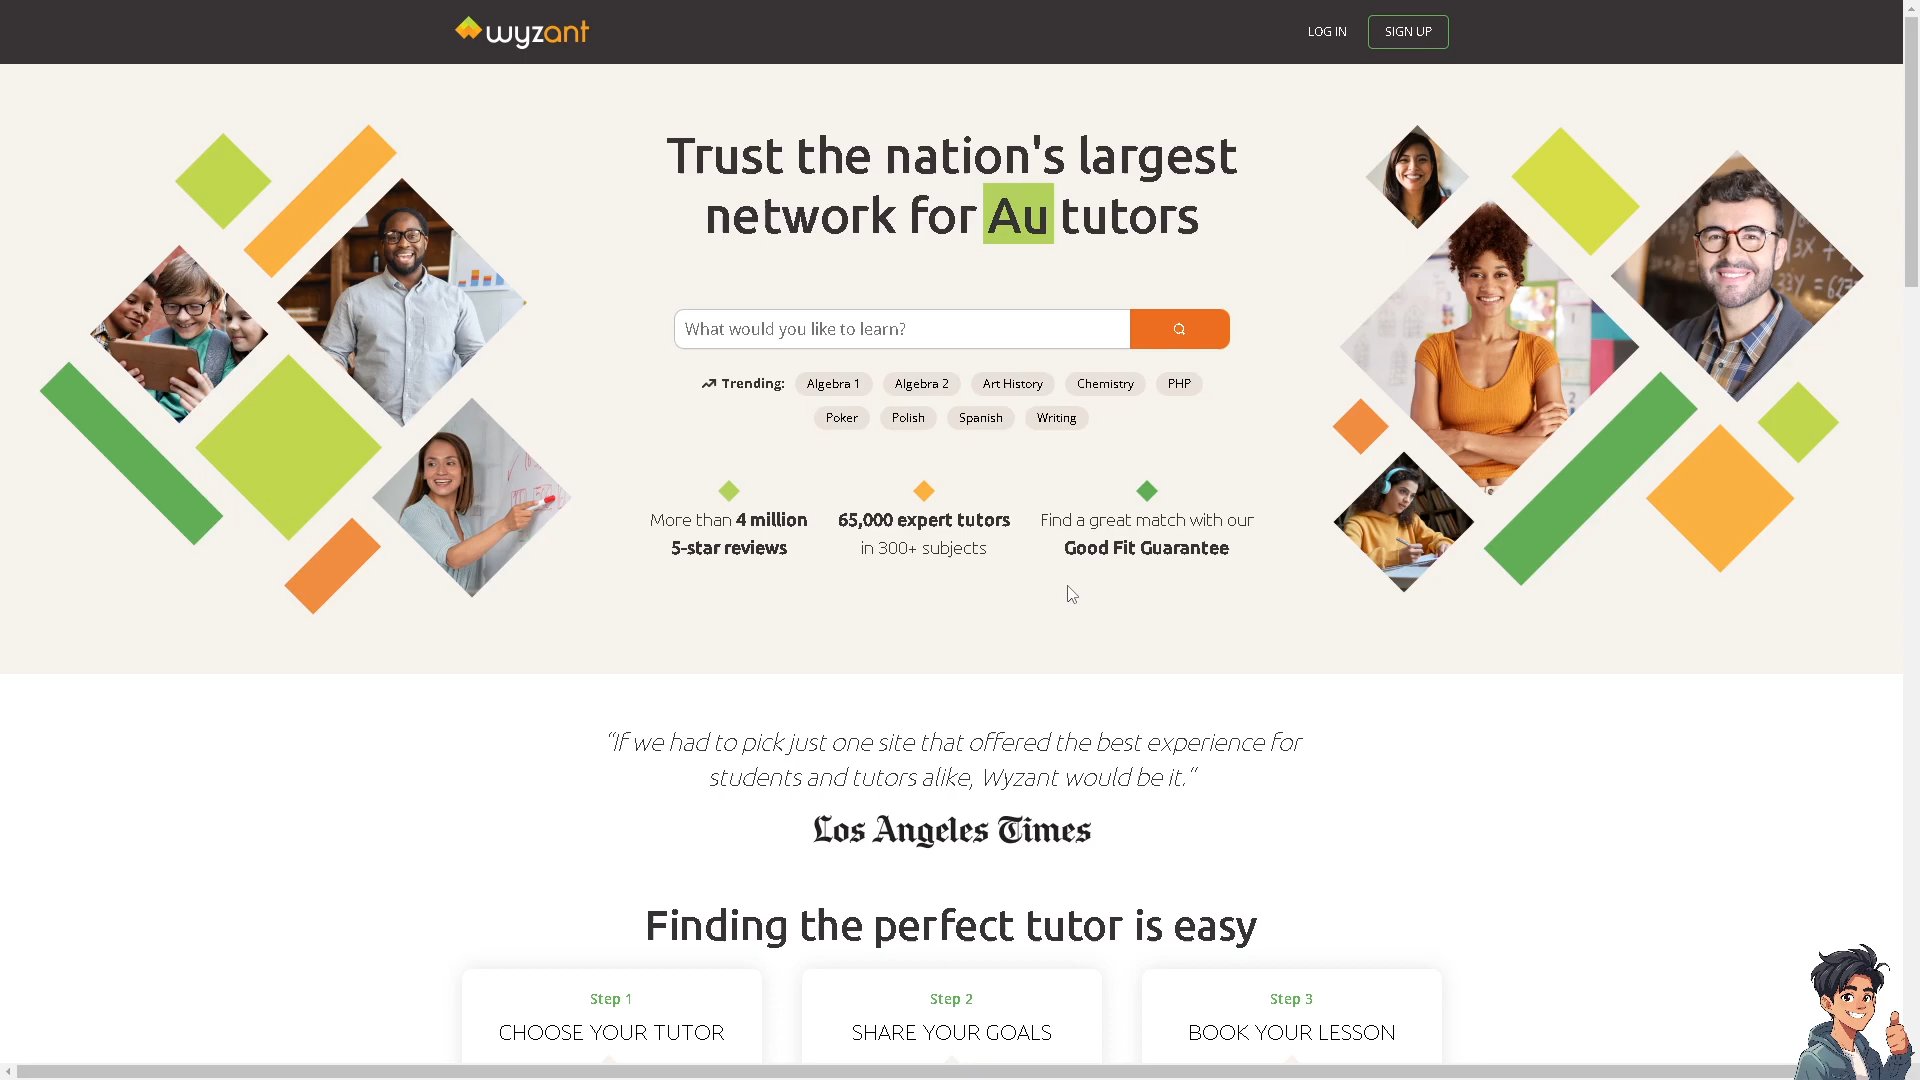 wyzant
LOG IN
SIGN UP
Trust the nation's largest
network for Au tutors
What would you like to learn?
Trending:
Algebra 1
Algebra 2
Art History
Chemistry
PHP
Poker
Polish
Spanish
Writing
More than 4 million
5-star reviews
65,000 expert tutors
in 300+ subjects
Find a great match with our
Good Fit Guarantee
“If we had to pick just one site that offered the best experience for
students and tutors alike, Wyzant would be it.”
Los Angeles Times
Finding the perfect tutor is easy
Step 1
CHOOSE YOUR TUTOR
Step 2
SHARE YOUR GOALS
Step 3
BOOK YOUR LESSON